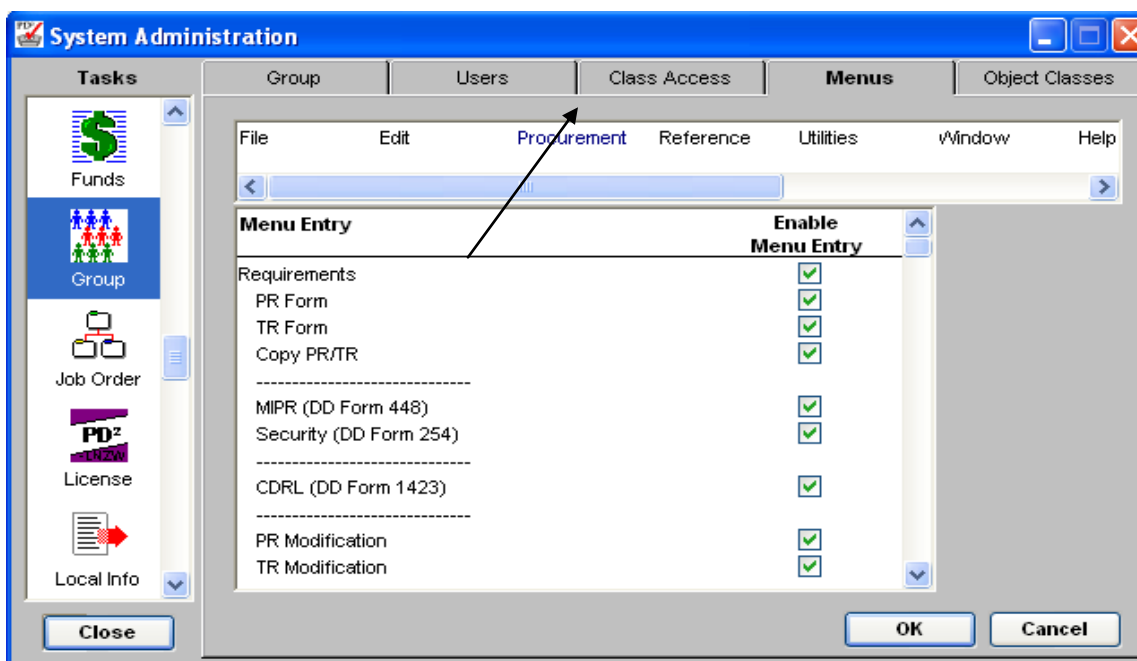 System Administration
Tasks
Group Users Class Access Menus Object Classes
File Edit Procurement Reference Utilities Window Help
Funds
Group
Job Order
PD²
License
Local Info
Menu Entry Enable Menu Entry
Requirements
PR Form
TR Form
Copy PR/TR
------------------------------
MIPR (DD Form 448)
Security (DD Form 254)
------------------------------
CDRL (DD Form 1423)
------------------------------
PR Modification
TR Modification
Close
OK Cancel